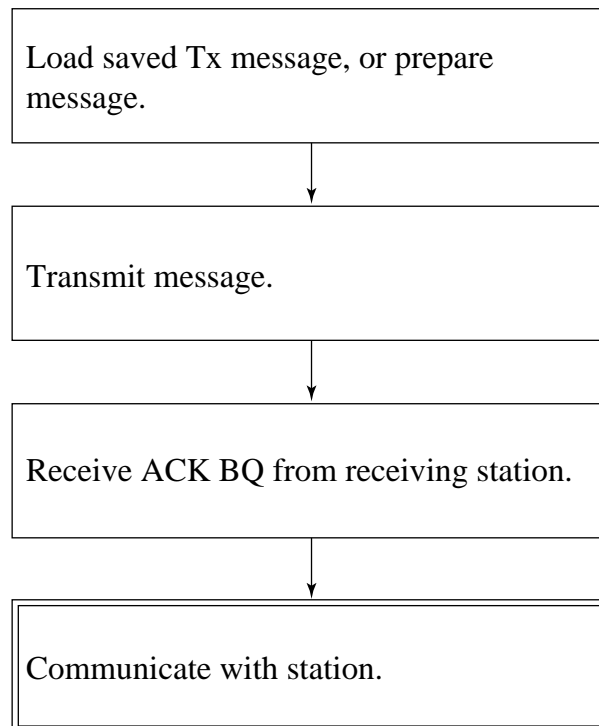 Load saved Tx message, or prepare
message.
Transmit message.
Receive ACK BQ from receiving station.
Communicate with station.